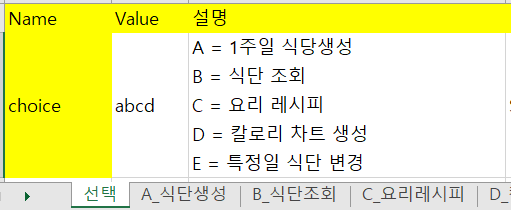 Name Value 설명
A = 1주일 식당생성
B = 식단 조회
choice abcd C = 요리 레시피
D = 칼로리 차트 생성
E = 특정일 식단 변경
선택 A_식단생성 B_식단조회 C_요리레시피